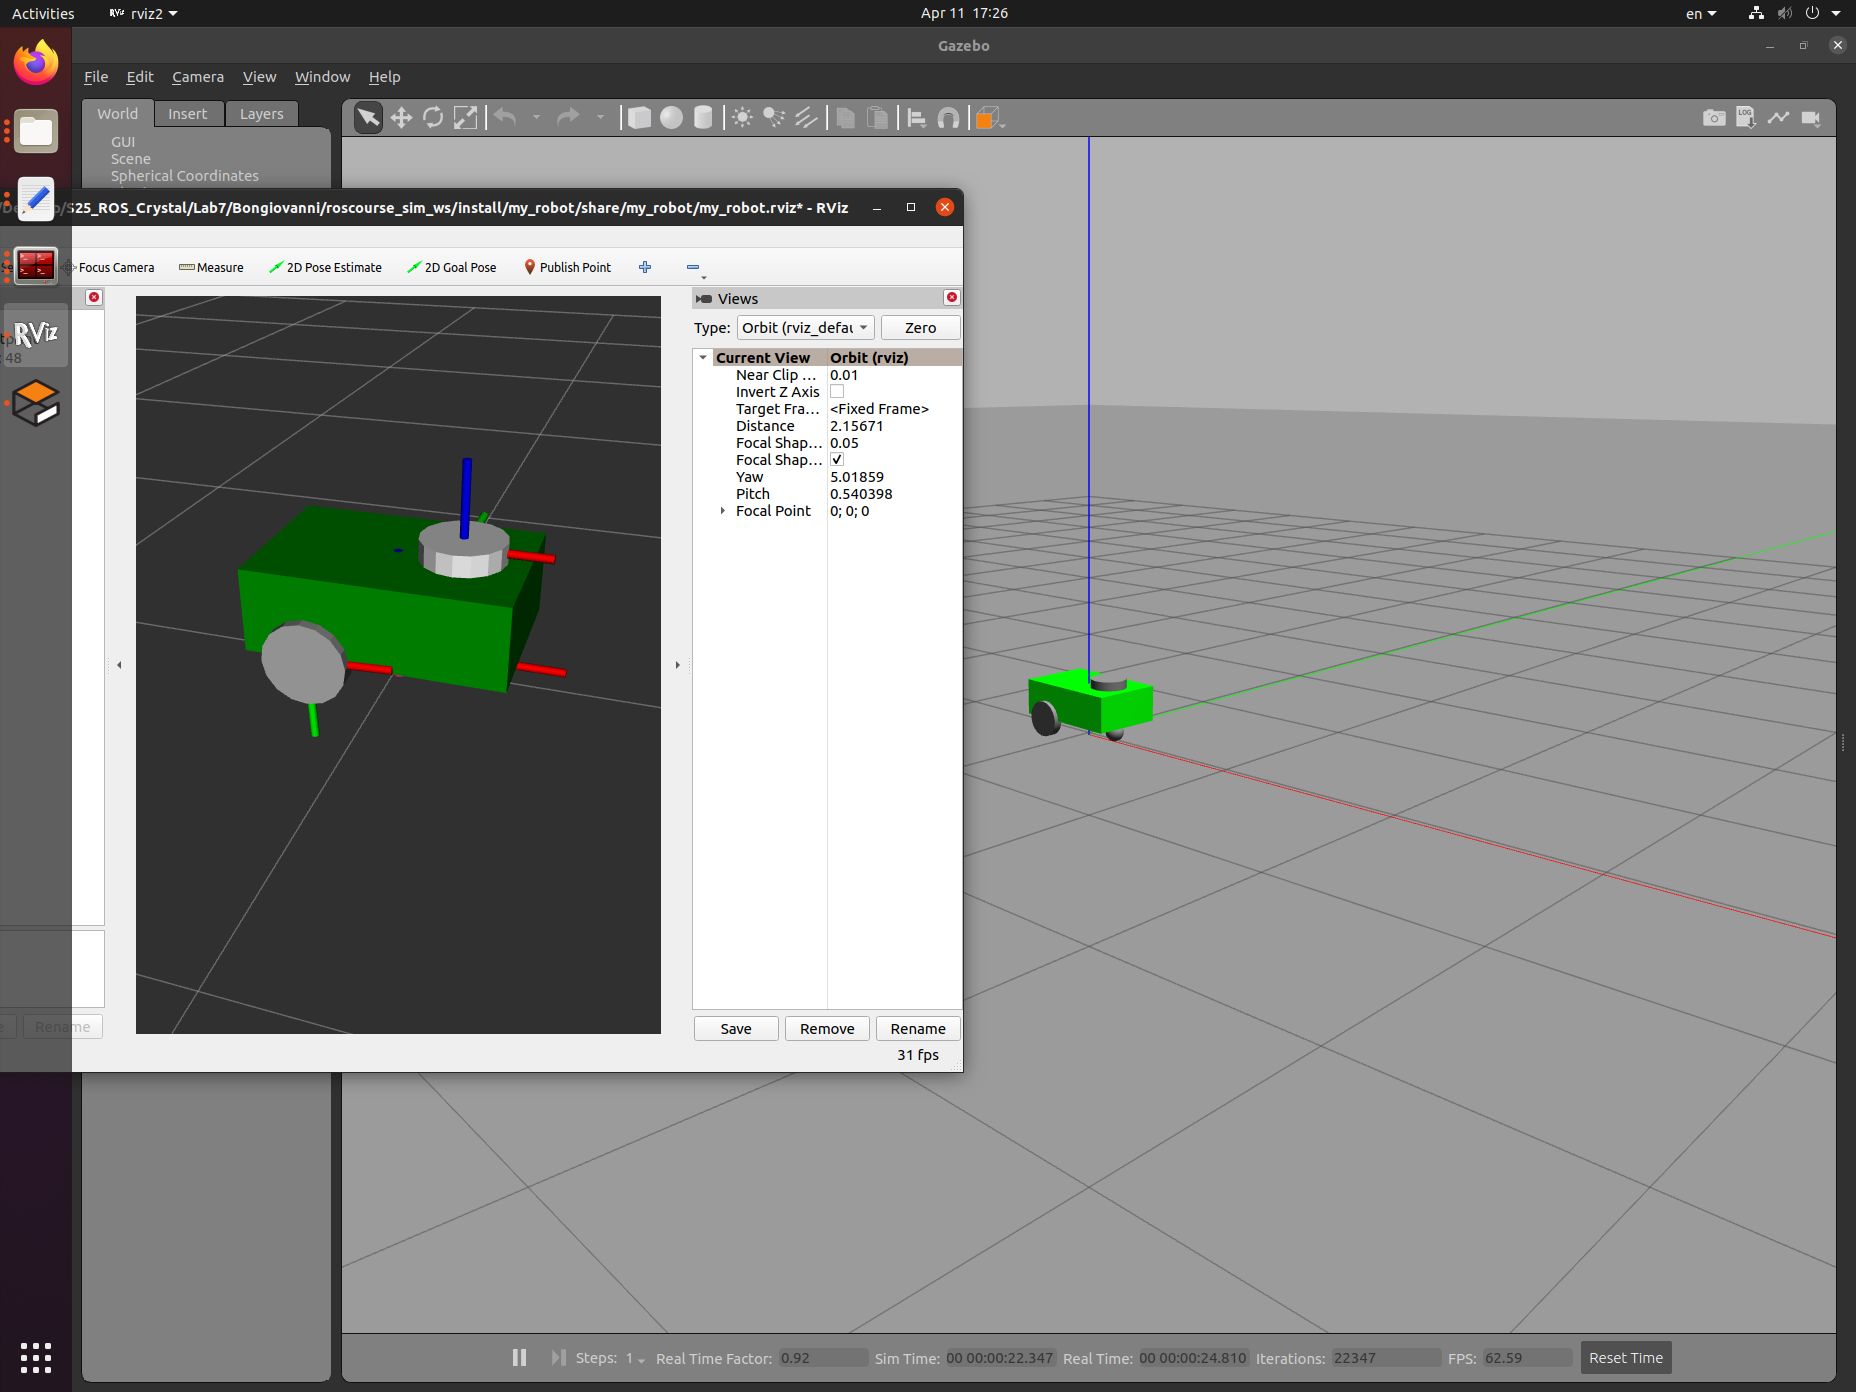 Activities
rviz2
Apr 11 17:26
en
Gazebo
File Edit Camera View Window Help
World Insert Layers
GUI
Scene
Spherical Coordinates
LOG
S25_ROS_Crystal/Lab7/Bongiovanni/roscourse_sim_ws/install/my_robot/share/my_robot/my_robot.rviz* - RViz
Focus Camera Measure 2D Pose Estimate 2D Goal Pose Publish Point
Views
Type: Orbit (rviz_defau Zero
RViz
48
Current View Orbit (rviz)
Near Clip ... 0.01
Invert Z Axis
Target Fra... <Fixed Frame>
Distance 2.15671
Focal Shap... 0.05
Focal Shap...
Yaw 5.01859
Pitch 0.540398
Focal Point 0; 0; 0
Rename
Save Remove Rename
31 fps
Steps: 1 Real Time Factor: 0.92 Sim Time: 00 00:00:22.347 Real Time: 00 00:00:24.810 Iterations: 22347 FPS: 62.59 Reset Time